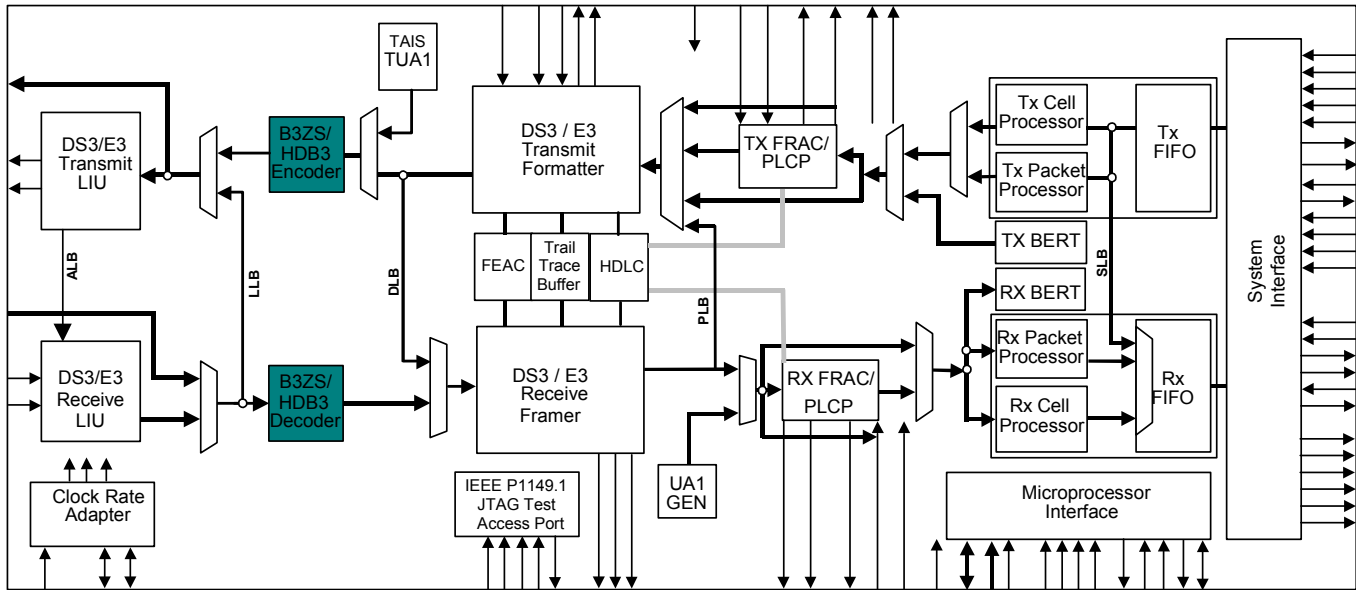 TAIS
TUA1
DS3/E3
Transmit
LIU
B3ZS/
HDB3
Encoder
DS3 / E3
Transmit
Formatter
TX FRAC/
PLCP
Tx Cell
Processor
Tx Packet
Processor
Tx
FIFO
TX BERT
FEAC
Trail
Trace
Buffer
HDLC
ALB
LLB
DLB
PLB
SLB
System
Interface
RX BERT
DS3/E3
Receive
LIU
B3ZS/
HDB3
Decoder
DS3 / E3
Receive
Framer
RX FRAC/
PLCP
Rx Packet
Processor
Rx Cell
Processor
Rx
FIFO
Clock Rate
Adapter
IEEE P1149.1
JTAG Test
Access Port
UA1
GEN
Microprocessor
Interface